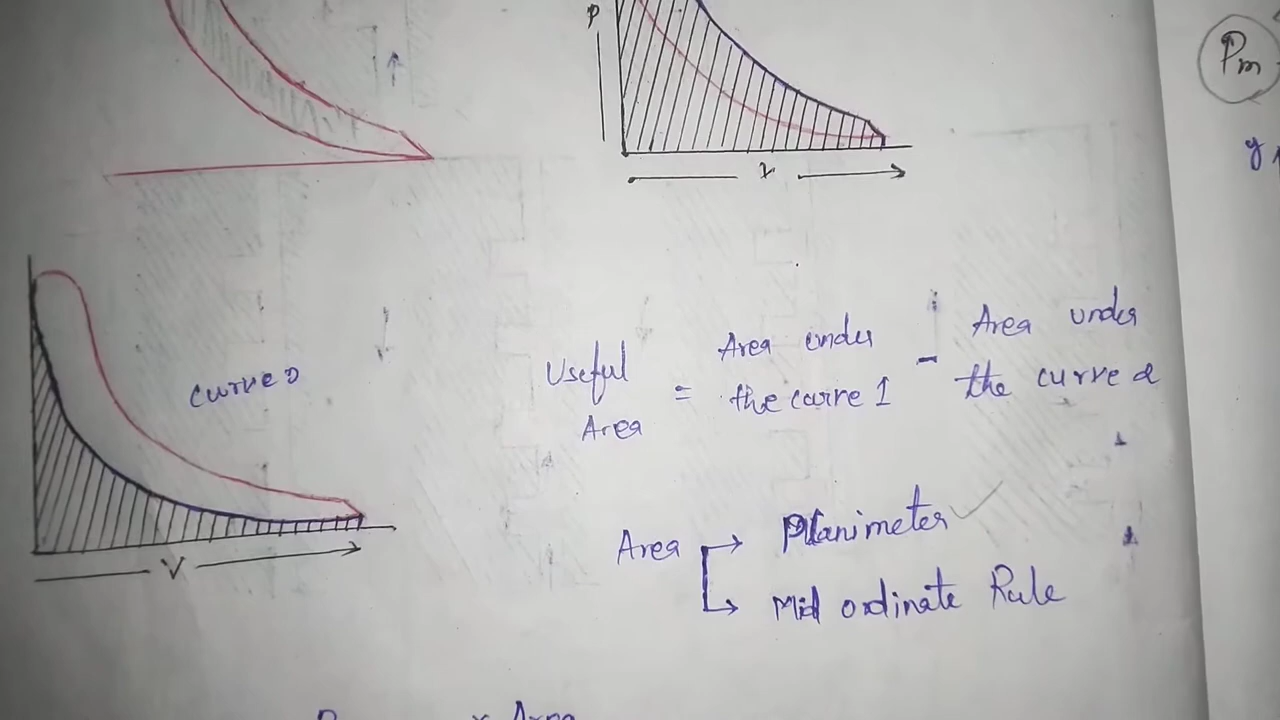 P
x
Pm
y
curve 2
V
Useful Area = Area under the curve 1 - Area under the curve 2
Area → Planimeter
→ Mid ordinate Rule
x Area